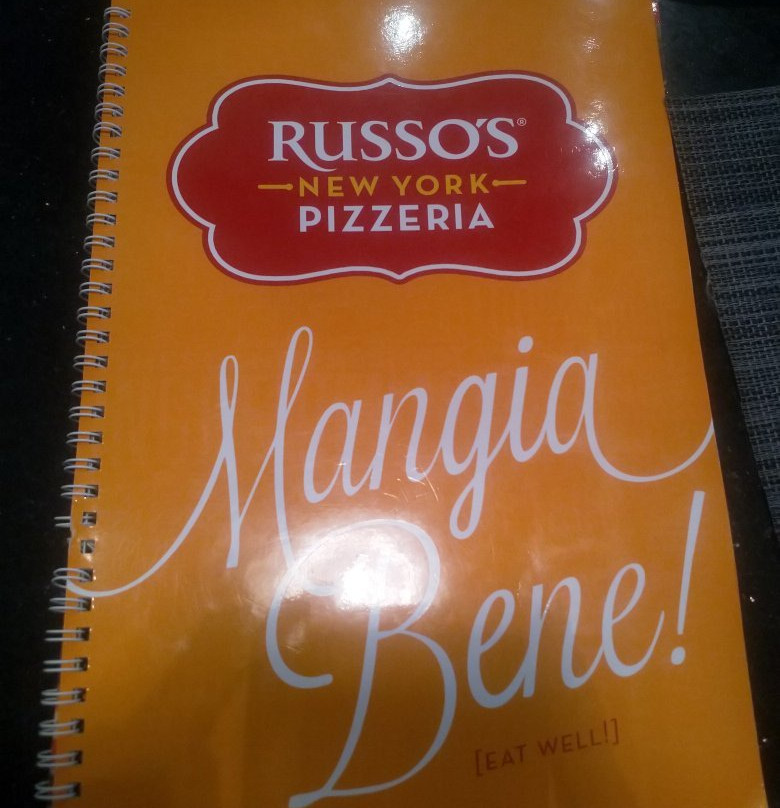 RUSSO'S®
NEW YORK
PIZZERIA
Mangia
Bene!
[EAT WELL!]